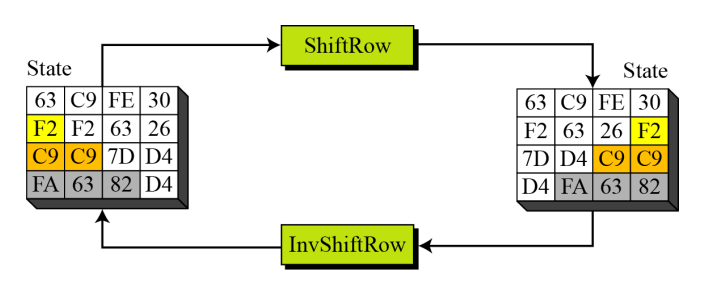 ShiftRow
State
63 C9 FE 30
F2 F2 63 26
C9 C9 7D D4
FA 63 82 D4
State
63 C9 FE 30
F2 63 26 F2
7D D4 C9 C9
D4 FA 63 82
InvShiftRow